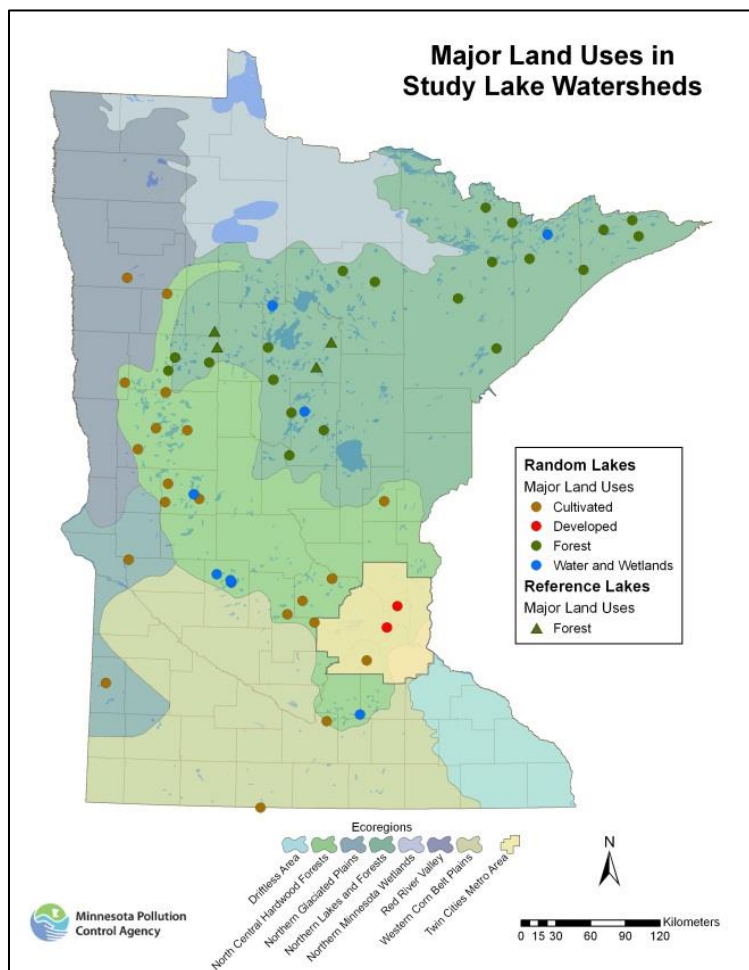 Major Land Uses in
Study Lake Watersheds
Random Lakes
Major Land Uses
Cultivated
Developed
Forest
Water and Wetlands
Reference Lakes
Major Land Uses
Forest
Ecoregions
Driftless Area
North Central Hardwood Forests
Northern Glaciated Plains
Northern Lakes and Forests
Northern Minnesota Wetlands
Red River Valley
Western Corn Belt Plains
Twin Cities Metro Area
N
Minnesota Pollution
Control Agency
Kilometers
0 15 30 60 90 120